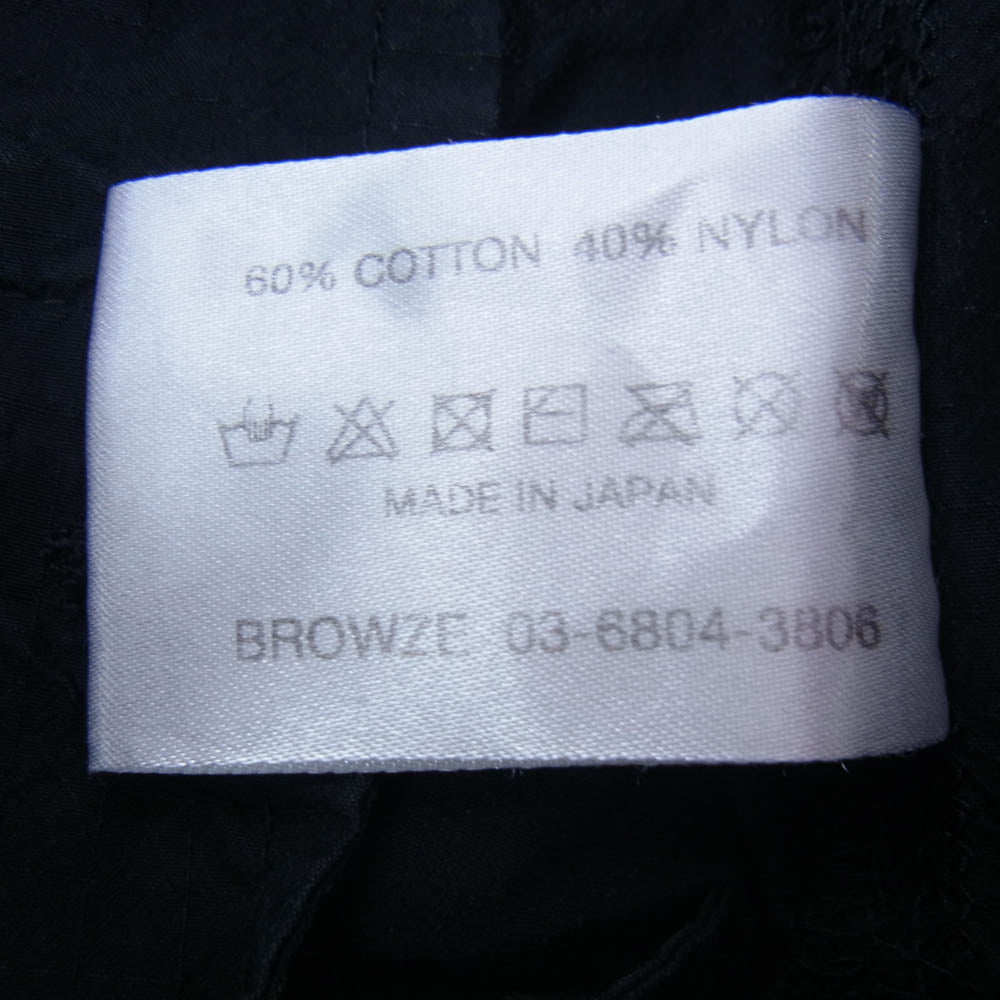 60% COTTON 40% NYLON
MADE IN JAPAN
BROWZE 03-6804-3806